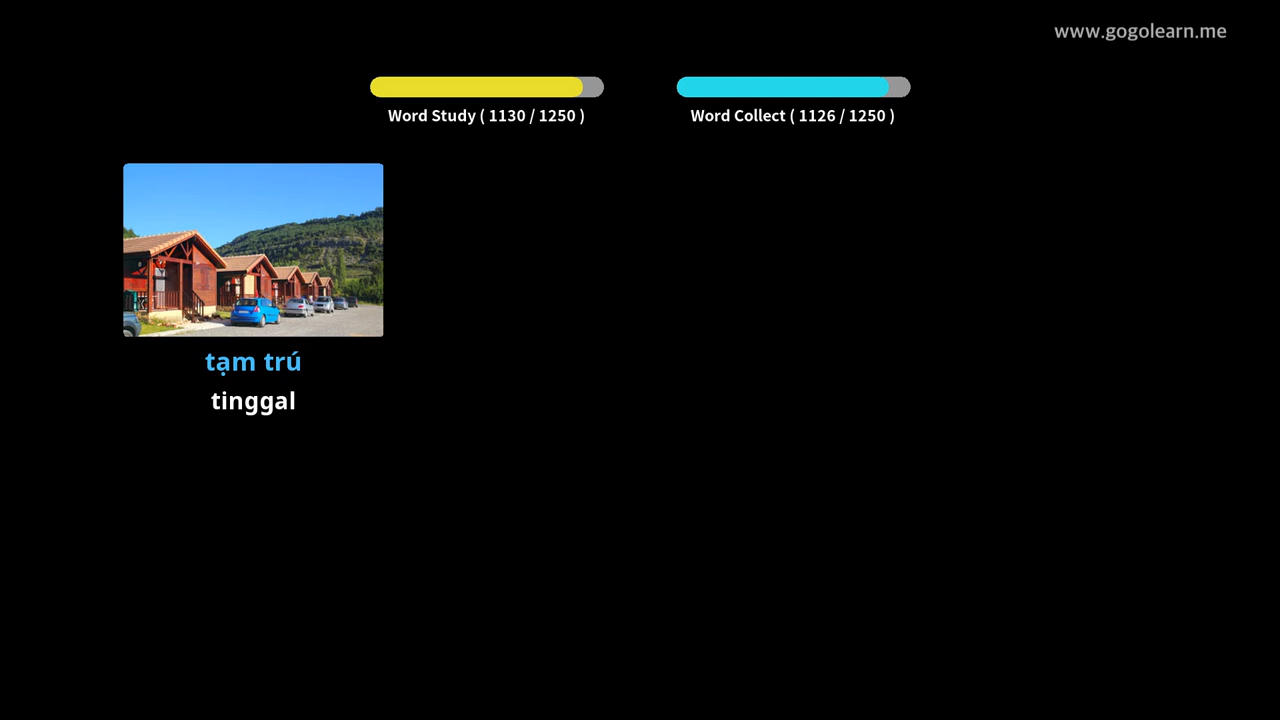 www.gogolearn.me
Word Study ( 1130 / 1250 )
Word Collect ( 1126 / 1250 )
tạm trú
tinggal